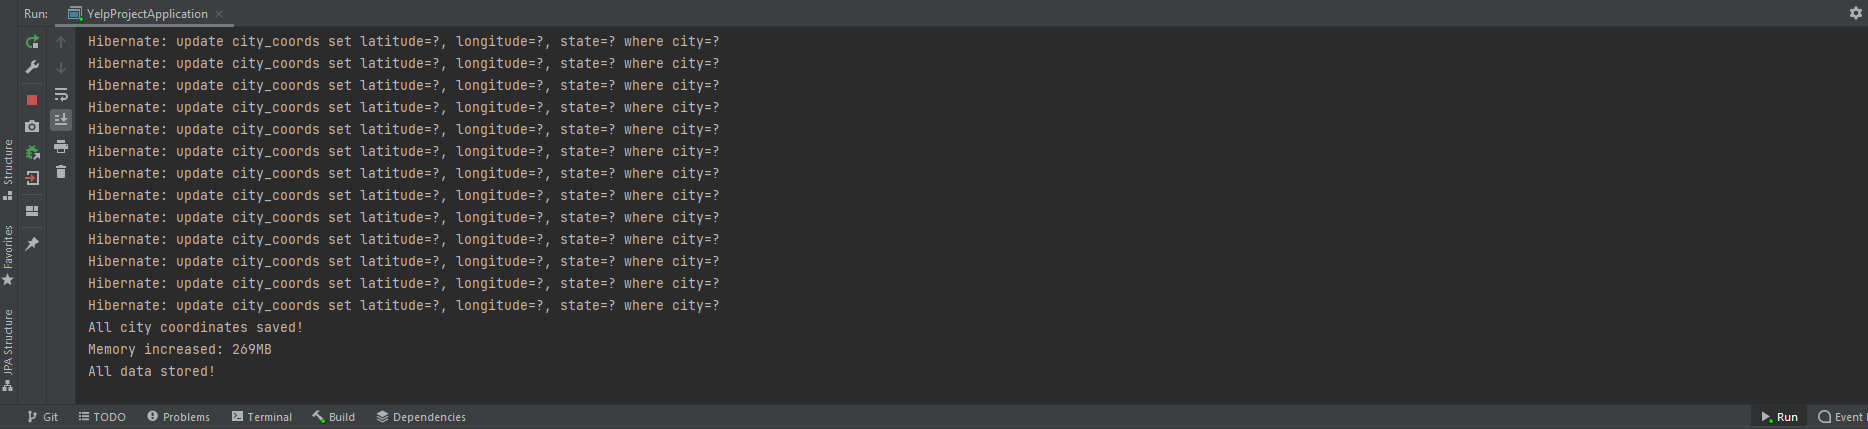 Run: YelpProjectApplication
Hibernate: update city_coords set latitude=?, longitude=?, state=? where city=?
Hibernate: update city_coords set latitude=?, longitude=?, state=? where city=?
Hibernate: update city_coords set latitude=?, longitude=?, state=? where city=?
Hibernate: update city_coords set latitude=?, longitude=?, state=? where city=?
Hibernate: update city_coords set latitude=?, longitude=?, state=? where city=?
Hibernate: update city_coords set latitude=?, longitude=?, state=? where city=?
Hibernate: update city_coords set latitude=?, longitude=?, state=? where city=?
Hibernate: update city_coords set latitude=?, longitude=?, state=? where city=?
Hibernate: update city_coords set latitude=?, longitude=?, state=? where city=?
Hibernate: update city_coords set latitude=?, longitude=?, state=? where city=?
Hibernate: update city_coords set latitude=?, longitude=?, state=? where city=?
Hibernate: update city_coords set latitude=?, longitude=?, state=? where city=?
Hibernate: update city_coords set latitude=?, longitude=?, state=? where city=?
All city coordinates saved!
Memory increased: 269MB
All data stored!
Structure
Favorites
JPA Structure
Git TODO Problems Terminal Build Dependencies Run Event